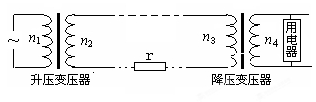 ~ n₁ n₂ n₃ n₄ 用电器
r
升压变压器 降压变压器